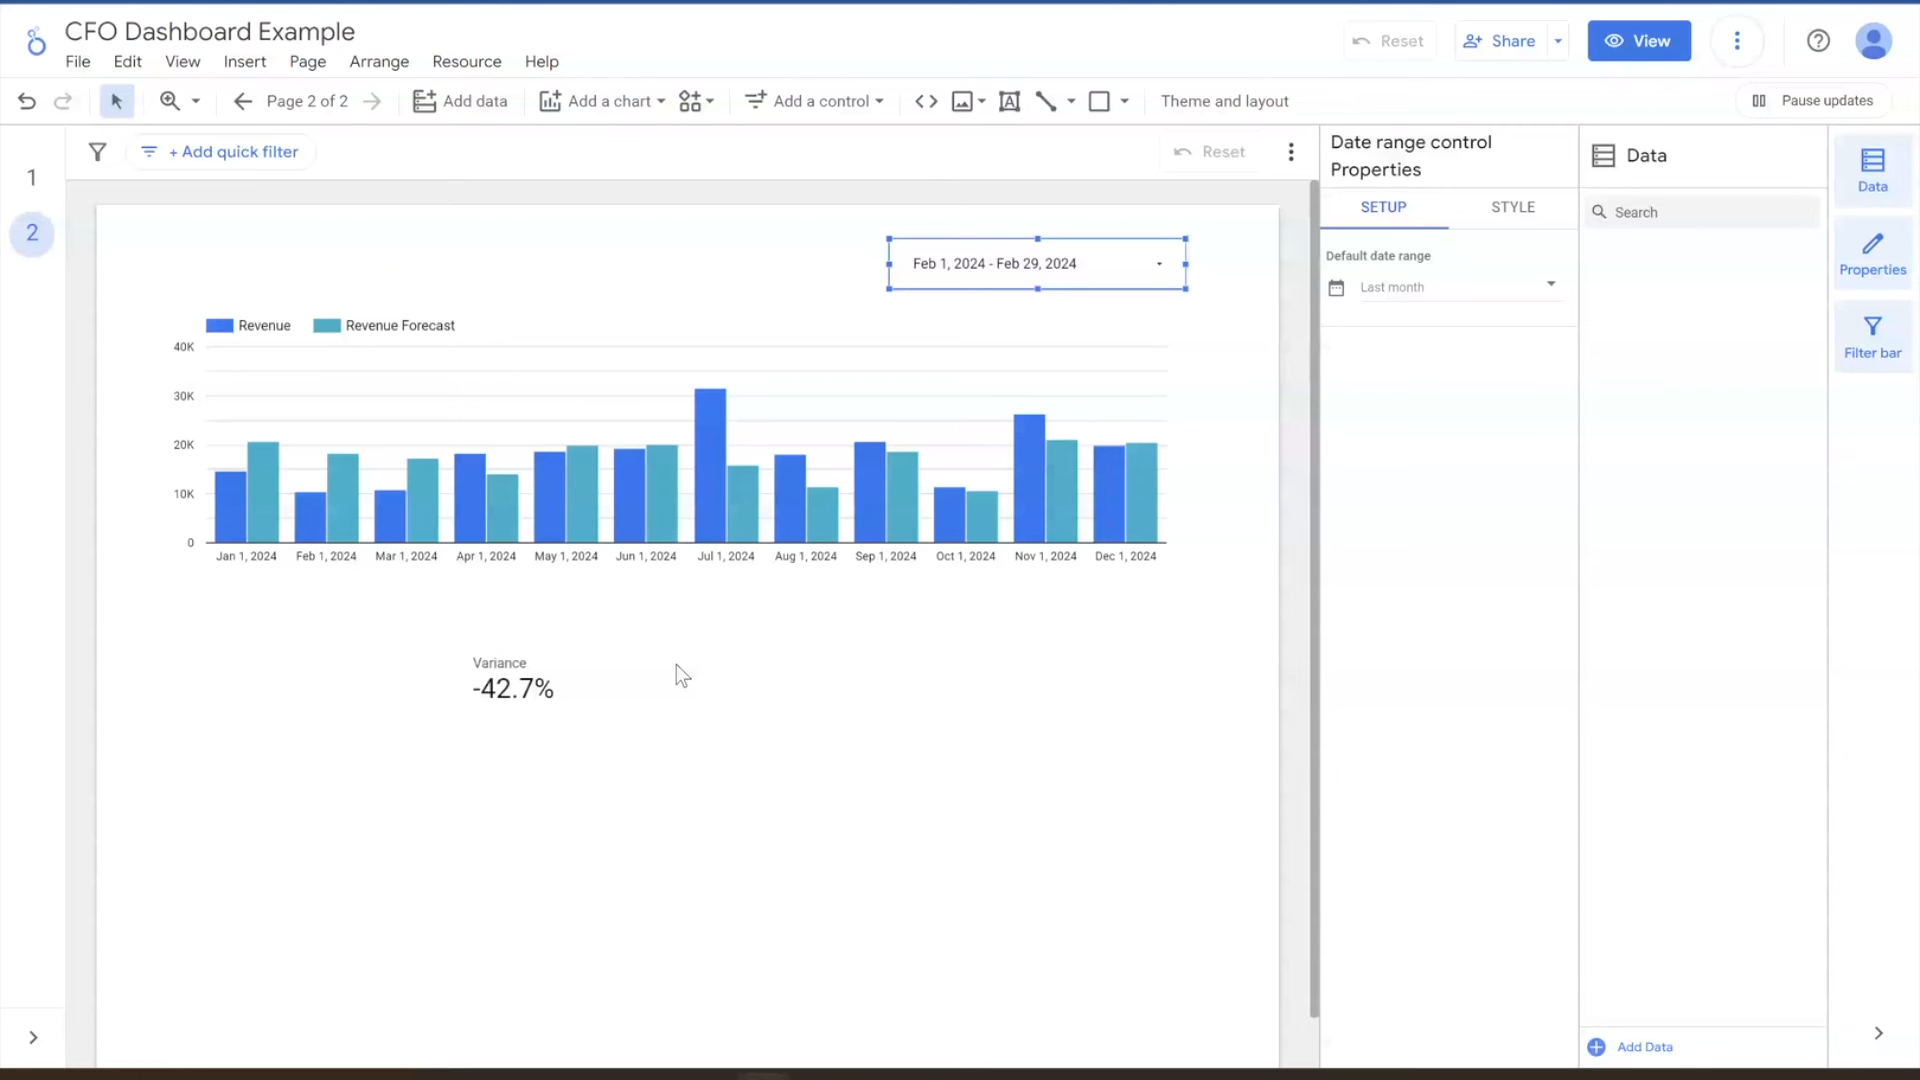 CFO Dashboard Example
Reset
Share
View
File Edit View Insert Page Arrange Resource Help
Page 2 of 2
Add data
Add a chart
Add a control
Theme and layout
Pause updates
1
2
+ Add quick filter
Reset
Date range control
Properties
SETUP STYLE
Default date range
Last month
Data
Search
Add Data
Data
Properties
Filter bar
Feb 1, 2024 - Feb 29, 2024
Revenue Revenue Forecast
40K
30K
20K
10K
0
Jan 1, 2024 Feb 1, 2024 Mar 1, 2024 Apr 1, 2024 May 1, 2024 Jun 1, 2024 Jul 1, 2024 Aug 1, 2024 Sep 1, 2024 Oct 1, 2024 Nov 1, 2024 Dec 1, 2024
Variance
-42.7%